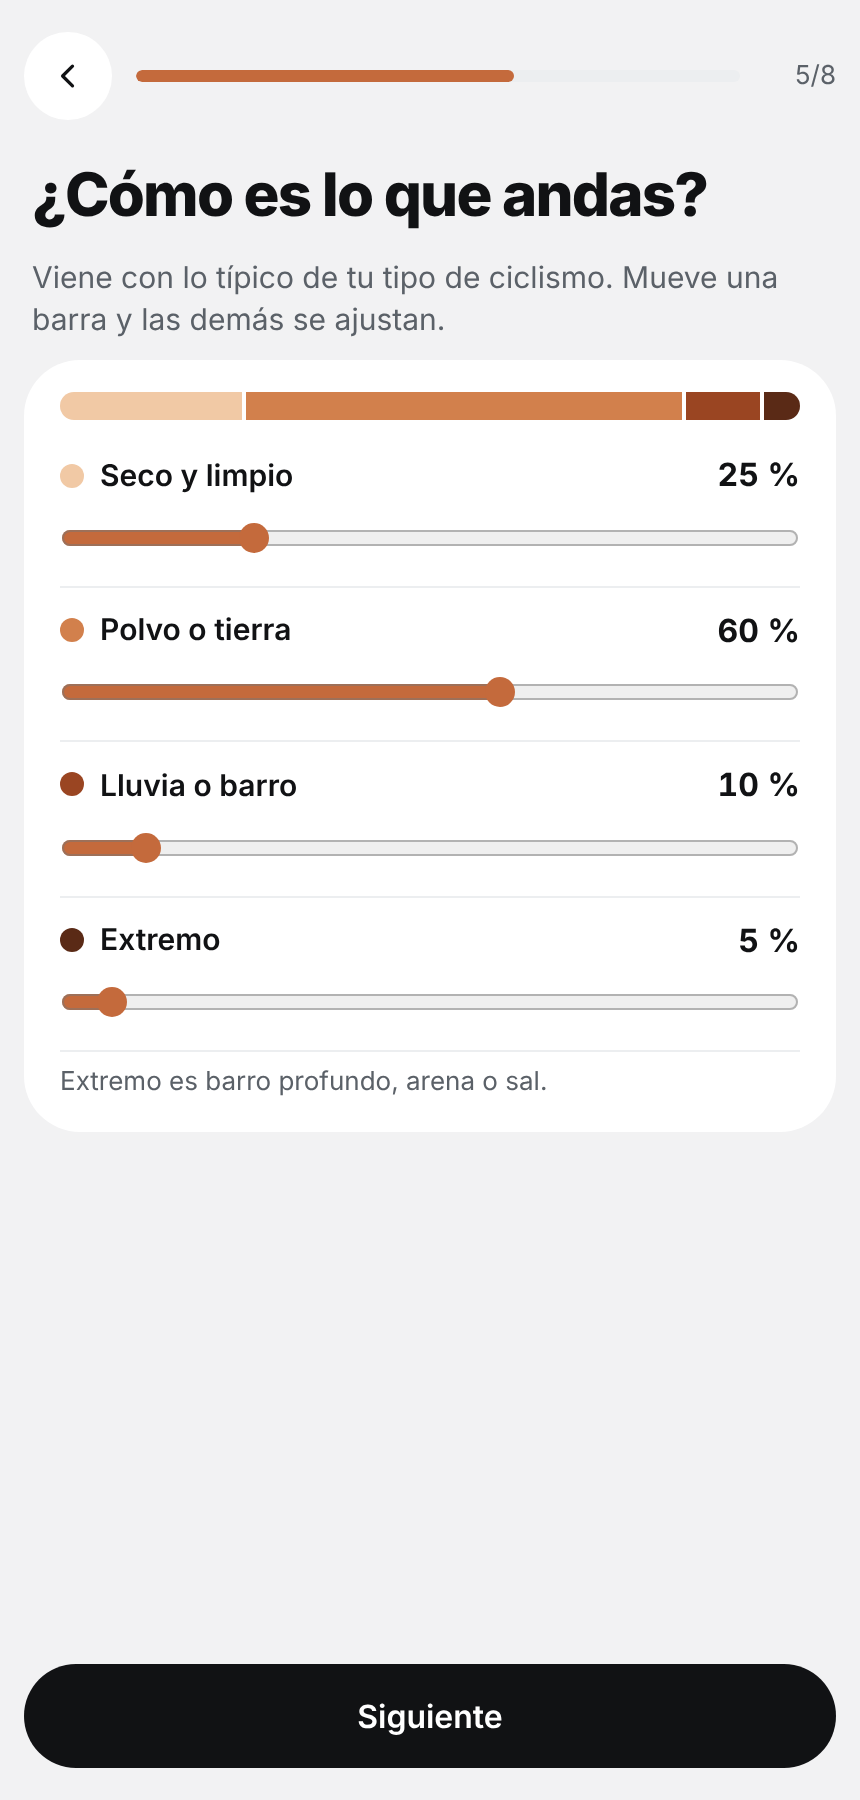 5/8
¿Cómo es lo que andas?
Viene con lo típico de tu tipo de ciclismo. Mueve una
barra y las demás se ajustan.
Seco y limpio 25 %
Polvo o tierra 60 %
Lluvia o barro 10 %
Extremo 5 %
Extremo es barro profundo, arena o sal.
Siguiente